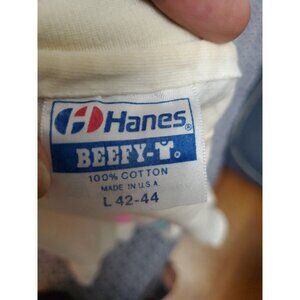 Hanes®
BEEFY-T®
100% COTTON
MADE IN U.S.A.
L 42-44